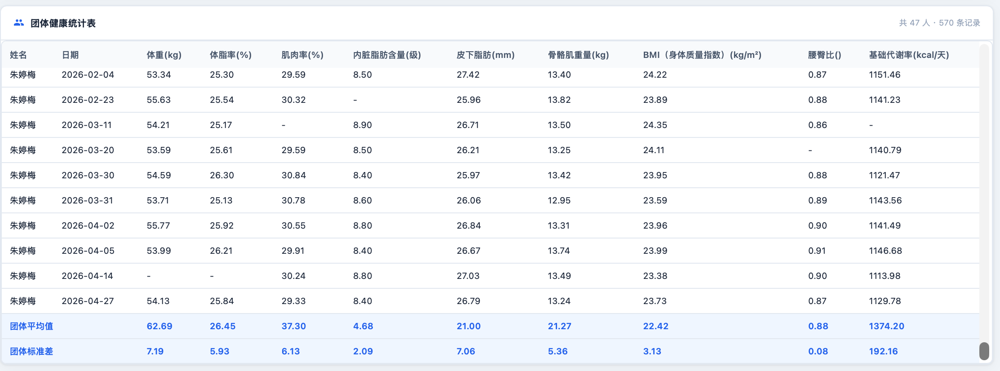 团体健康统计表 共 47 人 · 570 条记录
姓名 日期 体重(kg) 体脂率(%) 肌肉率(%) 内脏脂肪含量(级) 皮下脂肪(mm) 骨骼肌重量(kg) BMI（身体质量指数）(kg/m²) 腰臀比() 基础代谢率(kcal/天)
朱婷梅 2026-02-04 53.34 25.30 29.59 8.50 27.42 13.40 24.22 0.87 1151.46
朱婷梅 2026-02-23 55.63 25.54 30.32 - 25.96 13.82 23.89 0.88 1141.23
朱婷梅 2026-03-11 54.21 25.17 - 8.90 26.71 13.50 24.35 0.86 -
朱婷梅 2026-03-20 53.59 25.61 29.59 8.50 26.21 13.25 24.11 - 1140.79
朱婷梅 2026-03-30 54.59 26.30 30.84 8.40 25.97 13.42 23.95 0.88 1121.47
朱婷梅 2026-03-31 53.71 25.13 30.78 8.60 26.06 12.95 23.59 0.89 1143.56
朱婷梅 2026-04-02 55.77 25.92 30.55 8.80 26.84 13.31 23.96 0.90 1141.49
朱婷梅 2026-04-05 53.99 26.21 29.91 8.40 26.67 13.74 23.99 0.91 1146.68
朱婷梅 2026-04-14 - - 30.24 8.80 27.03 13.49 23.38 0.90 1113.98
朱婷梅 2026-04-27 54.13 25.84 29.33 8.40 26.79 13.24 23.73 0.87 1129.78
团体平均值 62.69 26.45 37.30 4.68 21.00 21.27 22.42 0.88 1374.20
团体标准差 7.19 5.93 6.13 2.09 7.06 5.36 3.13 0.08 192.16